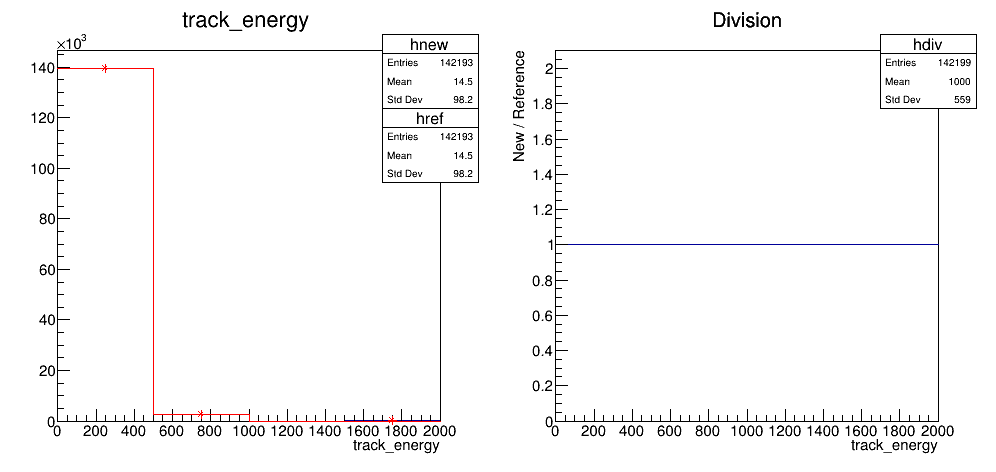 track_energy
×10³
hnew
Entries 142193
Mean 14.5
Std Dev 98.2
href
Entries 142193
Mean 14.5
Std Dev 98.2
140
120
100
80
60
40
20
0
0 200 400 600 800 1000 1200 1400 1600 1800 2000
track_energy
Division
hdiv
Entries 142199
Mean 1000
Std Dev 559
New / Reference
2
1.8
1.6
1.4
1.2
1
0.8
0.6
0.4
0.2
0
0 200 400 600 800 1000 1200 1400 1600 1800 2000
track_energy